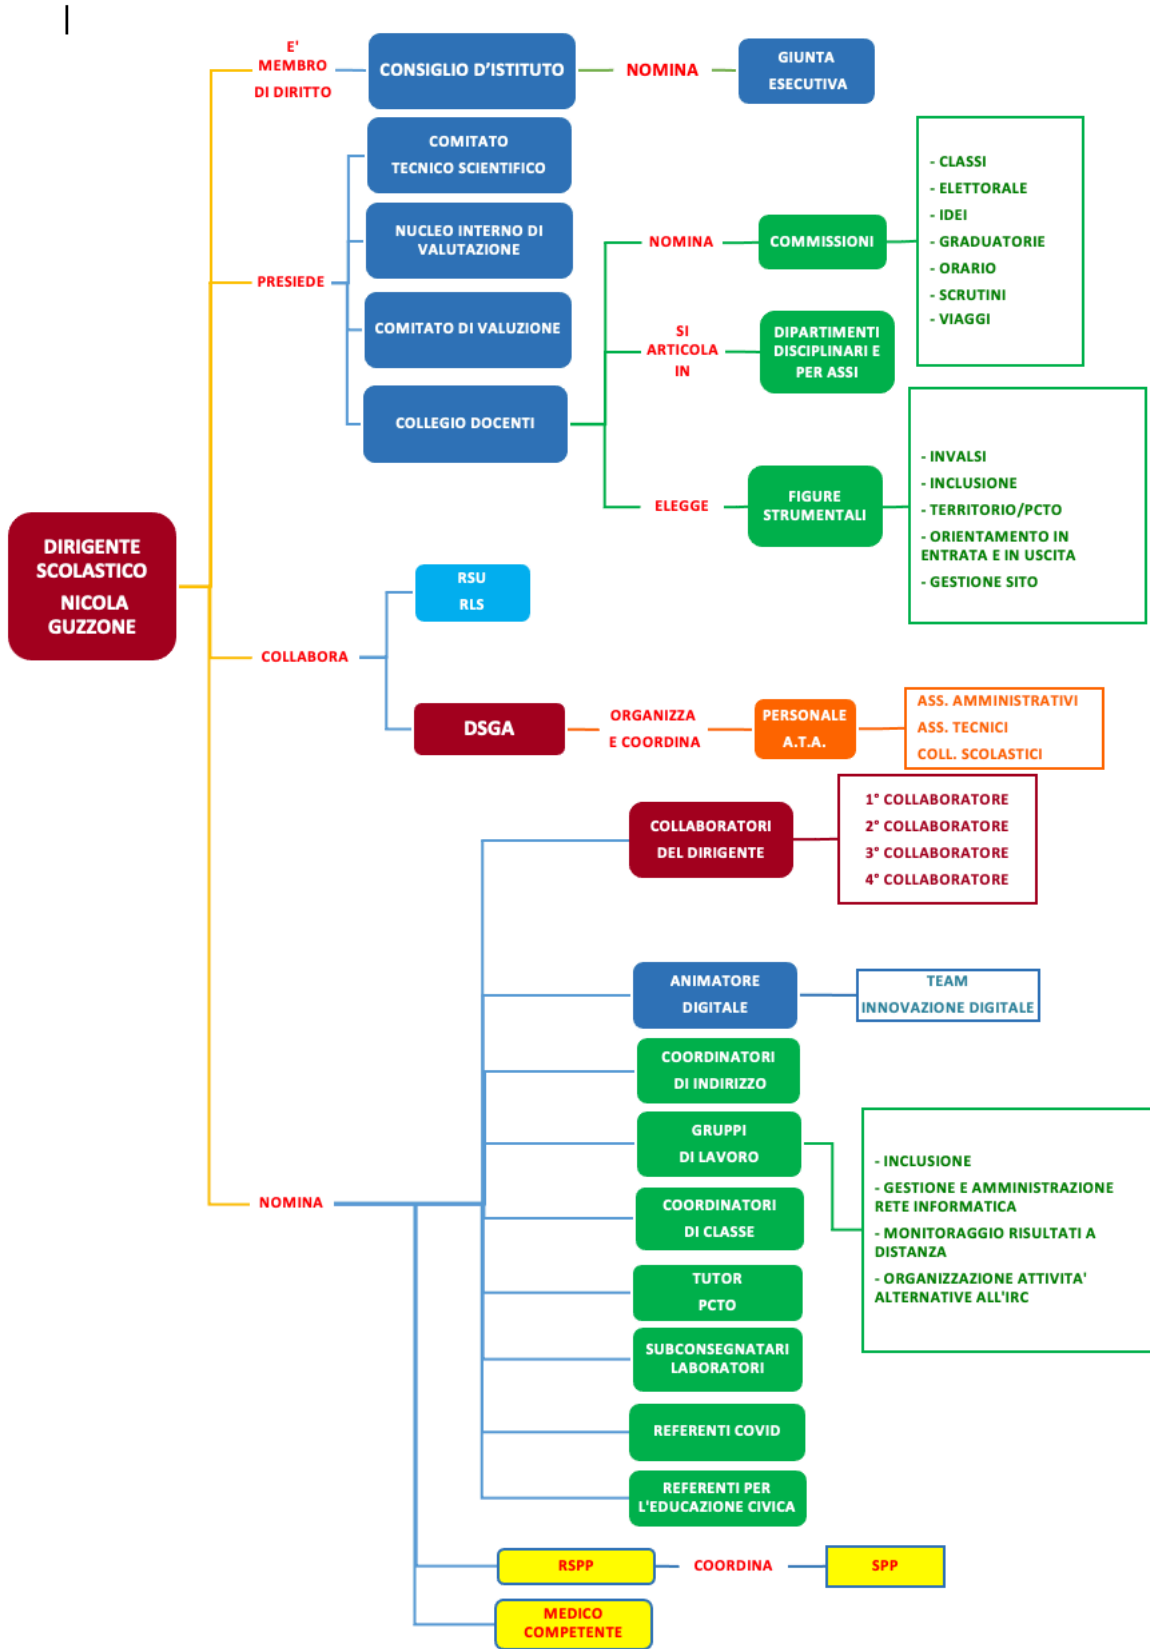 E'
MEMBRO
DI DIRITTO
CONSIGLIO D'ISTITUTO
NOMINA
GIUNTA
ESECUTIVA
COMITATO
TECNICO SCIENTIFICO
NUCLEO INTERNO DI
VALUTAZIONE
PRESIEDE
COMITATO DI VALUZIONE
COLLEGIO DOCENTI
NOMINA
COMMISSIONI
- CLASSI
- ELETTORALE
- IDEI
- GRADUATORIE
- ORARIO
- SCRUTINI
- VIAGGI
SI
ARTICOLA
IN
DIPARTIMENTI
DISCIPLINARI E
PER ASSI
ELEGGE
FIGURE
STRUMENTALI
- INVALSI
- INCLUSIONE
- TERRITORIO/PCTO
- ORIENTAMENTO IN
ENTRATA E IN USCITA
- GESTIONE SITO
DIRIGENTE
SCOLASTICO
NICOLA
GUZZONE
COLLABORA
RSU
RLS
DSGA
ORGANIZZA
E COORDINA
PERSONALE
A.T.A.
ASS. AMMINISTRATIVI
ASS. TECNICI
COLL. SCOLASTICI
NOMINA
COLLABORATORI
DEL DIRIGENTE
1° COLLABORATORE
2° COLLABORATORE
3° COLLABORATORE
4° COLLABORATORE
ANIMATORE
DIGITALE
TEAM
INNOVAZIONE DIGITALE
COORDINATORI
DI INDIRIZZO
GRUPPI
DI LAVORO
- INCLUSIONE
- GESTIONE E AMMINISTRAZIONE
RETE INFORMATICA
- MONITORAGGIO RISULTATI A
DISTANZA
- ORGANIZZAZIONE ATTIVITA'
ALTERNATIVE ALL'IRC
COORDINATORI
DI CLASSE
TUTOR
PCTO
SUBCONSEGNATARI
LABORATORI
REFERENTI COVID
REFERENTI PER
L'EDUCAZIONE CIVICA
RSPP
COORDINA
SPP
MEDICO
COMPETENTE